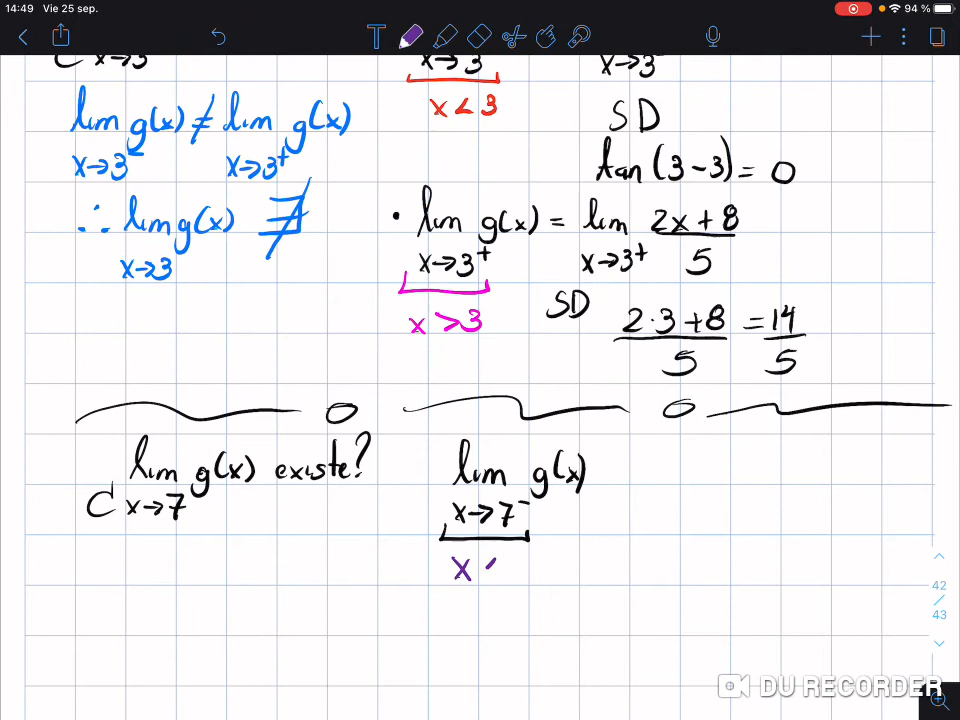 14:49 Vie 25 sep. 94 %
x→3
lim g(x) ≠ lim g(x)
x→3⁻ x→3⁺
∴ lim g(x) ∄
x→3
x→3
x < 3
x→3
SD
tan (3-3) = 0
· lim g(x) = lim 2x+8
x→3⁺ x→3⁺ 5
x > 3
SD 2·3+8 = 14
5 5
lim g(x) existe?
x→7
lim g(x)
x→7⁻
x
42
/
43
DU RECORDER